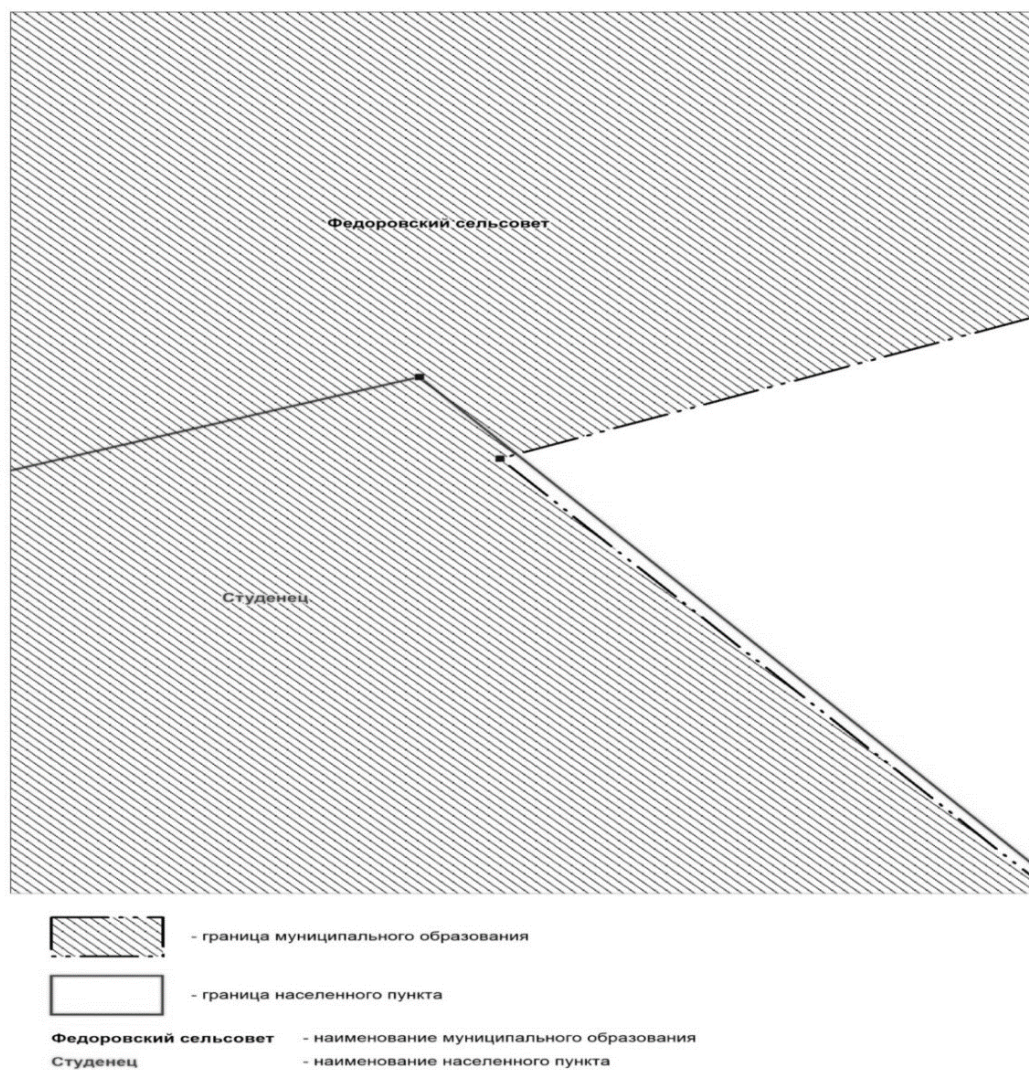 Федоровский сельсовет
Студенец
- граница муниципального образования
- граница населенного пункта
Федоровский сельсовет - наименование муниципального образования
Студенец - наименование населенного пункта